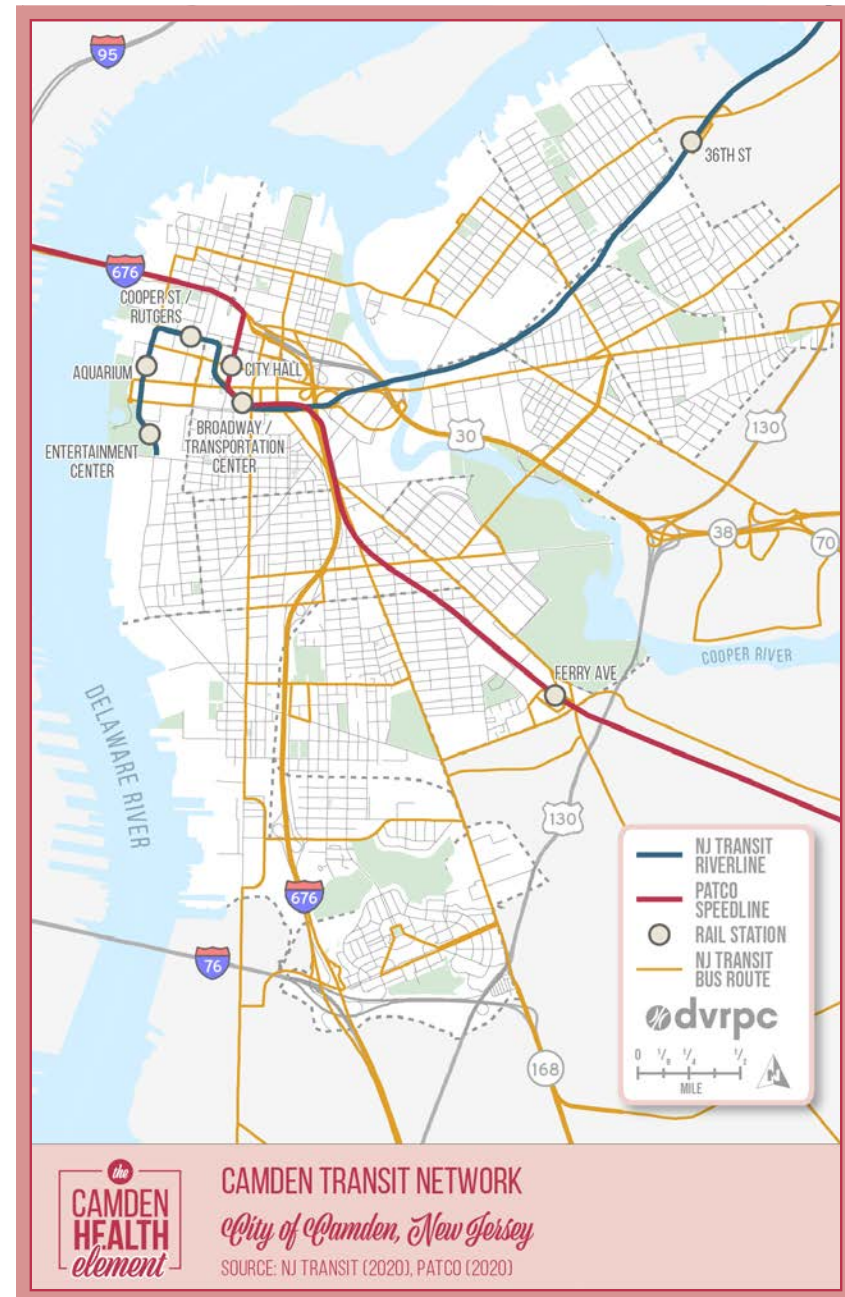 95
36TH ST
676
COOPER ST /
RUTGERS
AQUARIUM
CITY HALL
BROADWAY /
TRANSPORTATION
CENTER
ENTERTAINMENT
CENTER
30
130
38
70
COOPER RIVER
FERRY AVE
DELAWARE RIVER
130
676
76
168
NJ TRANSIT
RIVERLINE
PATCO
SPEEDLINE
RAIL STATION
NJ TRANSIT
BUS ROUTE
dvrpc
0 1/8 1/4 1/2
MILE
the
CAMDEN
HEALTH
element
CAMDEN TRANSIT NETWORK
City of Camden, New Jersey
SOURCE: NJ TRANSIT (2020), PATCO (2020)